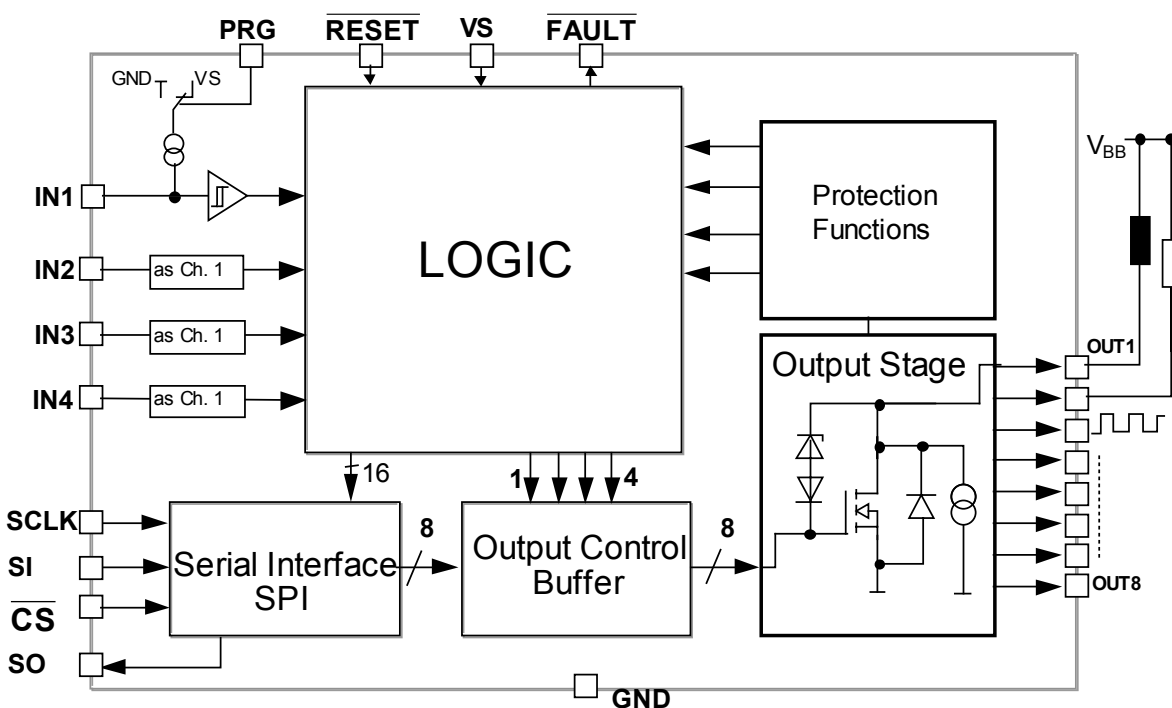 PRG
RESET
VS
FAULT
GND
VS
IN1
IN2
as Ch. 1
IN3
as Ch. 1
IN4
as Ch. 1
LOGIC
Protection
Functions
VBB
Output Stage
OUT1
OUT8
16
1
4
SCLK
SI
CS
SO
Serial Interface
SPI
8
Output Control
Buffer
8
GND